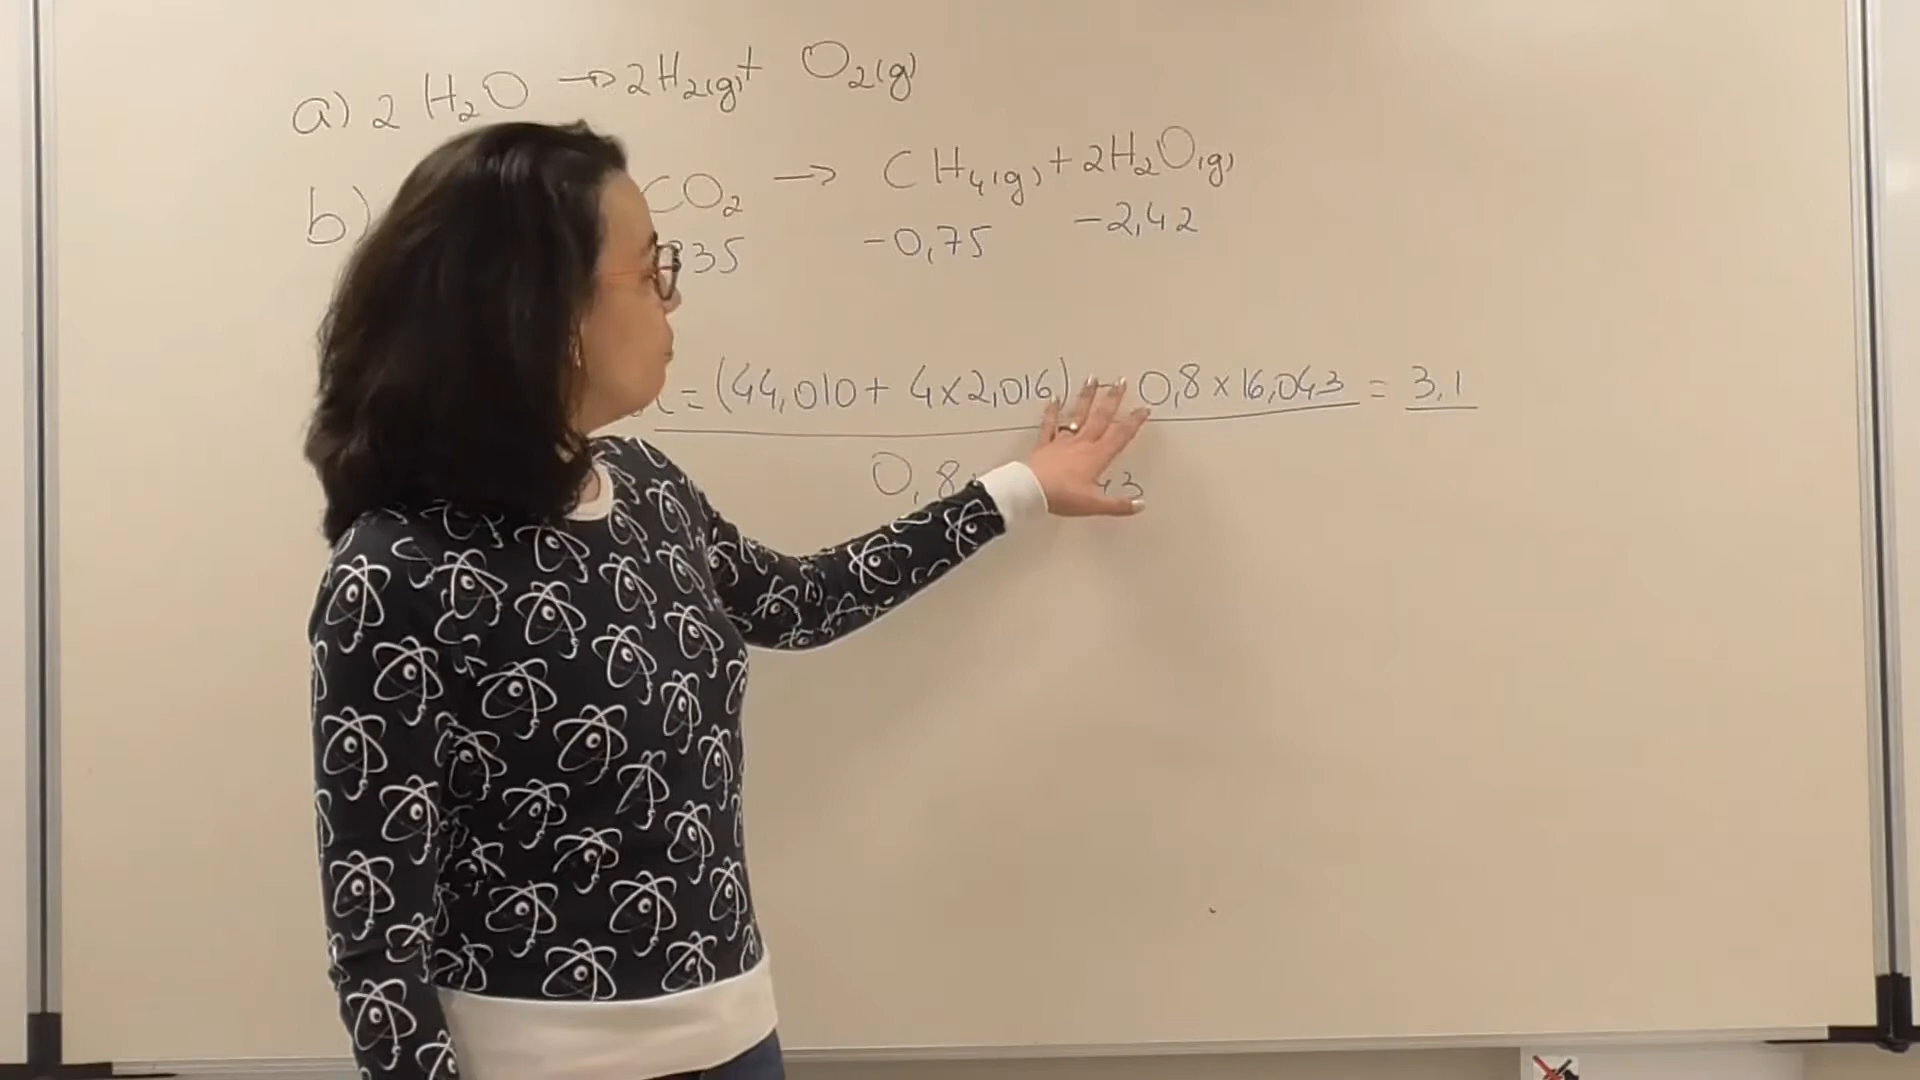 a) 2 H₂O → 2H₂(g) + O₂(g)
b) CO₂ → CH₄(g) + 2H₂O(g)
335 -0,75 -2,42
= (44,010 + 4x2,016) - 0,8 x 16,043 = 3,1
0,8 43